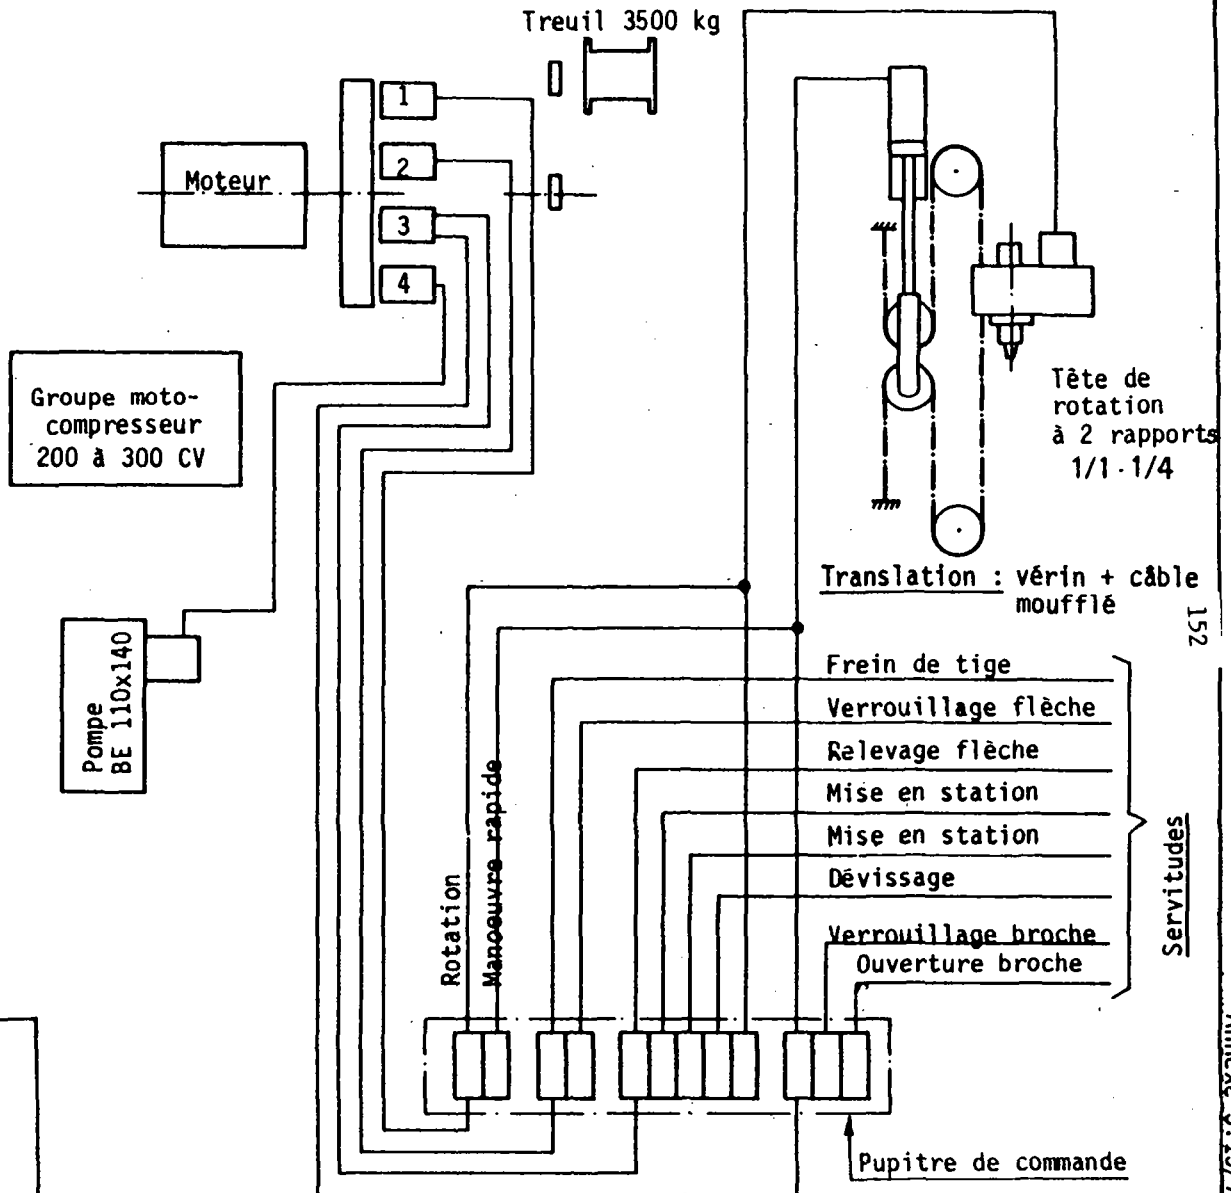 Treuil 3500 kg
1
2
3
4
Moteur
Groupe moto-
compresseur
200 à 300 CV
Tête de
rotation
à 2 rapports
1/1 - 1/4
Translation : vérin + câble
moufflé
152
Pompe
BE 110x140
Frein de tige
Verrouillage flèche
Relevage flèche
Mise en station
Mise en station
Dévissage
Verrouillage broche
Ouverture broche
Servitudes
Rotation
Manoeuvre rapide
Pupitre de commande